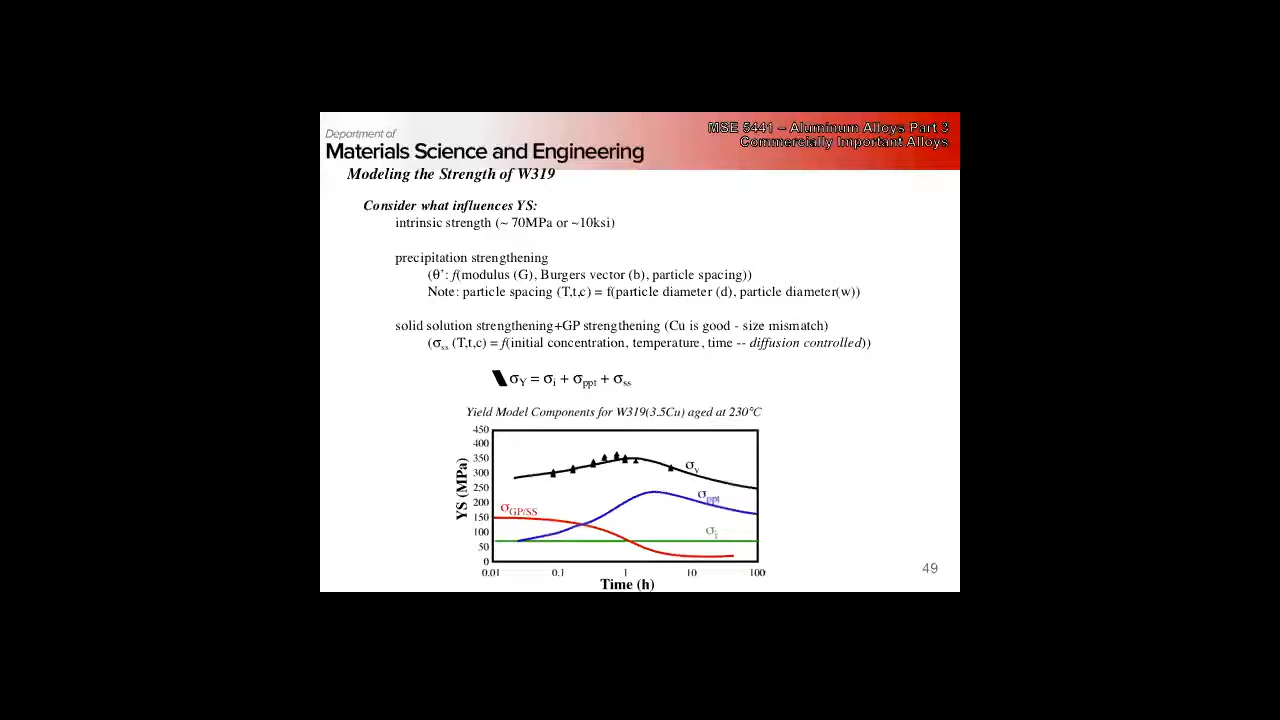 Department of
Materials Science and Engineering
MSE 5441 – Aluminum Alloys Part 3
Commercially Important Alloys
Modeling the Strength of W319
Consider what influences YS:
intrinsic strength (~ 70MPa or ~10ksi)
precipitation strengthening
(θ’: f(modulus (G), Burgers vector (b), particle spacing))
Note: particle spacing (T,t,c) = f(particle diameter (d), particle diameter(w))
solid solution strengthening+GP strengthening (Cu is good - size mismatch)
(σss (T,t,c) = f(initial concentration, temperature, time -- diffusion controlled))
σY = σi + σppt + σss
Yield Model Components for W319(3.5Cu) aged at 230°C
450
400
350
300
250
200
150
100
50
0
YS (MPa)
σy
σppt
σGP/SS
σi
0.01 0.1 1 10 100
Time (h)
49